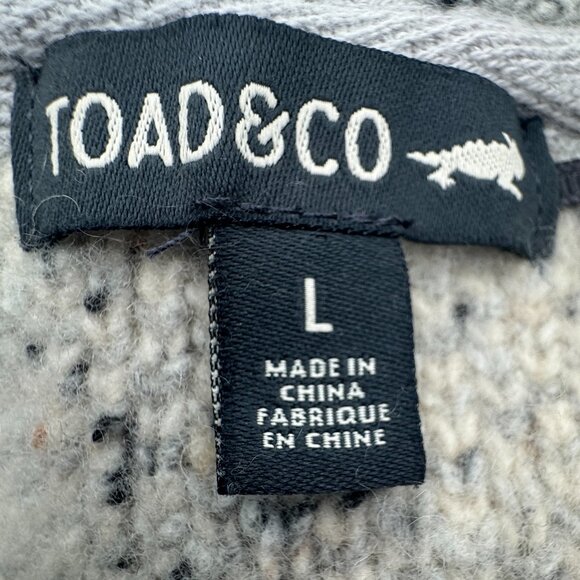 TOAD&CO
L
MADE IN
CHINA
FABRIQUE
EN CHINE